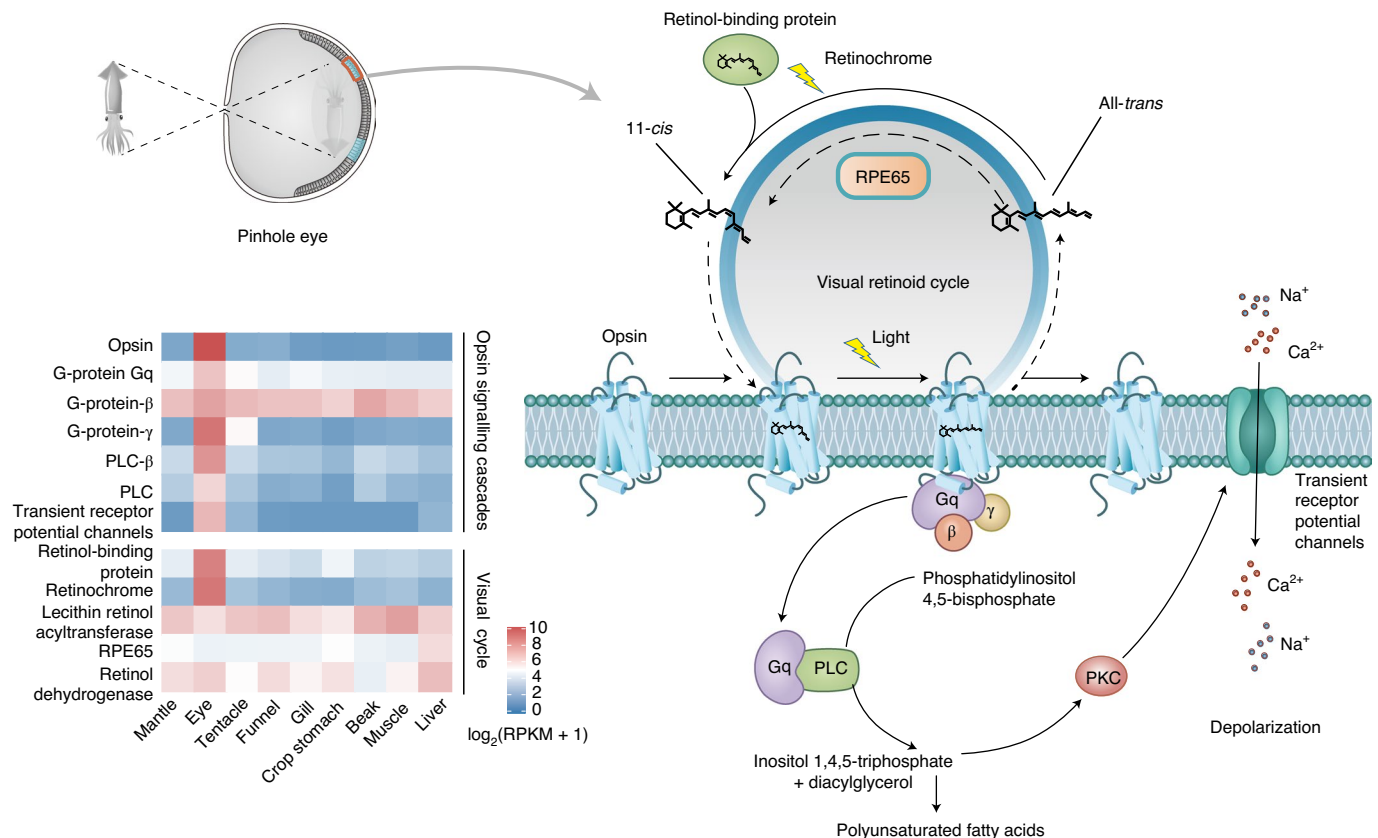 Retinol-binding protein
Retinochrome
All-trans
11-cis
RPE65
Pinhole eye
Visual retinoid cycle
Na+
Ca2+
Opsin
Light
Opsin
G-protein Gq
G-protein-β
G-protein-γ
PLC-β
PLC
Transient receptor
potential channels
Opsin signalling cascades
Retinol-binding
protein
Retinochrome
Lecithin retinol
acyltransferase
RPE65
Retinol
dehydrogenase
Visual
cycle
10
8
6
4
2
0
log2(RPKM + 1)
Mantle
Eye
Tentacle
Funnel
Gill
Crop stomach
Beak
Muscle
Liver
Gq
γ
β
Transient
receptor
potential
channels
Phosphatidylinositol
4,5-bisphosphate
Ca2+
Na+
Gq
PLC
PKC
Depolarization
Inositol 1,4,5-triphosphate
+ diacylglycerol
Polyunsaturated fatty acids